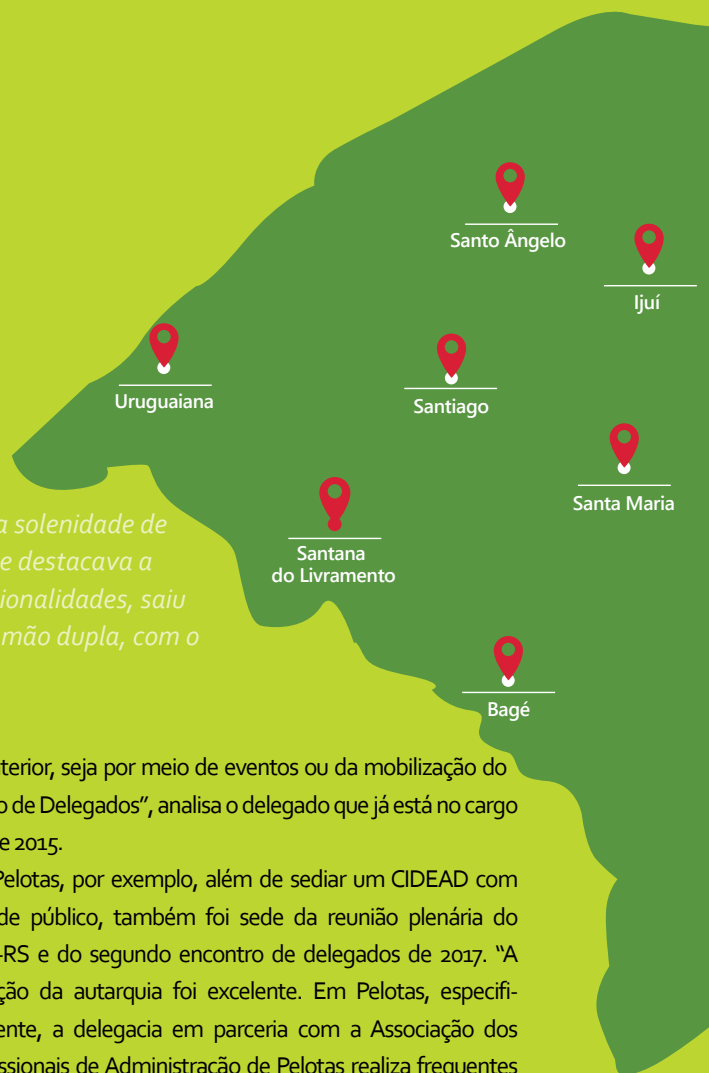 Santo Ângelo
Ijuí
Uruguaiana
Santiago
Santa Maria
Santana
do Livramento
Bagé
a solenidade de
e destacava a
ionalidades, saiu
mão dupla, com o
terior, seja por meio de eventos ou da mobilização do
o de Delegados”, analisa o delegado que já está no cargo
e 2015.
Pelotas, por exemplo, além de sediar um CIDEAD com
de público, também foi sede da reunião plenária do
-RS e do segundo encontro de delegados de 2017. “A
ção da autarquia foi excelente. Em Pelotas, especifi-
ente, a delegacia em parceria com a Associação dos
issionais de Administração de Pelotas realiza frequentes